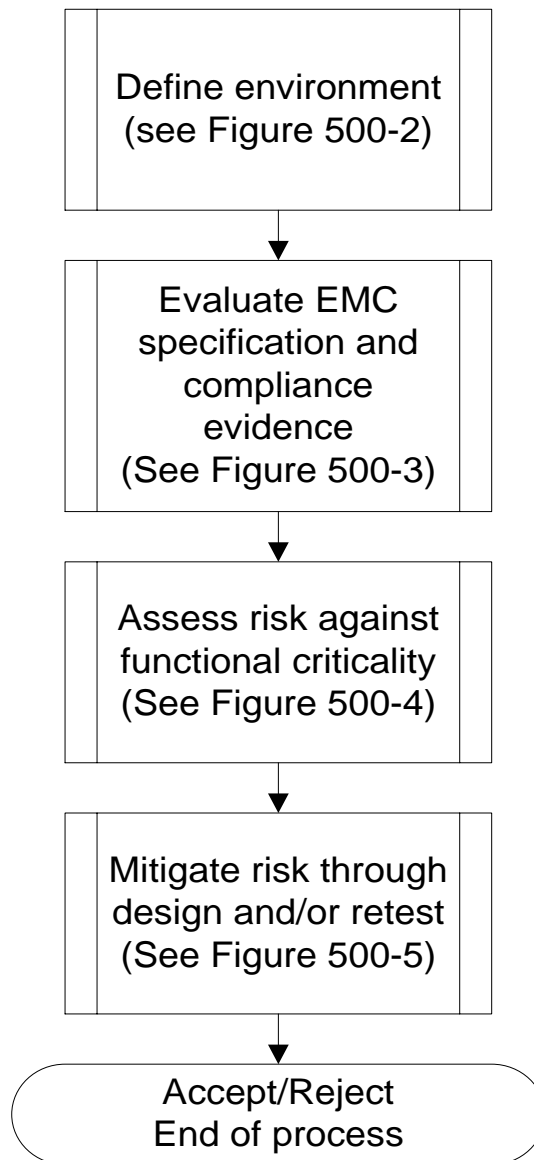 Define environment
(see Figure 500-2)
Evaluate EMC
specification and
compliance
evidence
(See Figure 500-3)
Assess risk against
functional criticality
(See Figure 500-4)
Mitigate risk through
design and/or retest
(See Figure 500-5)
Accept/Reject
End of process